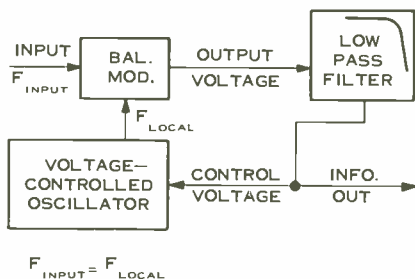 INPUT
F INPUT
BAL.
MOD.
OUTPUT
VOLTAGE
LOW
PASS
FILTER
F LOCAL
VOLTAGE-
CONTROLLED
OSCILLATOR
CONTROL
VOLTAGE
INFO.
OUT
F INPUT = F LOCAL